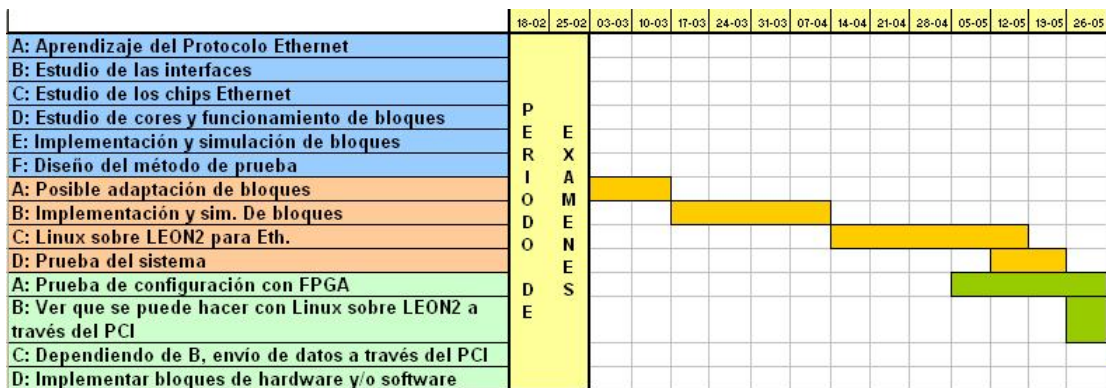 18-02 25-02 03-03 10-03 17-03 24-03 31-03 07-04 14-04 21-04 28-04 05-05 12-05 19-05 26-05
A: Aprendizaje del Protocolo Ethernet
B: Estudio de las interfaces
C: Estudio de los chips Ethernet
D: Estudio de cores y funcionamiento de bloques
E: Implementación y simulación de bloques
F: Diseño del método de prueba
A: Posible adaptación de bloques
B: Implementación y sim. De bloques
C: Linux sobre LEON2 para Eth.
D: Prueba del sistema
A: Prueba de configuración con FPGA
B: Ver que se puede hacer con Linux sobre LEON2 a
través del PCI
C: Dependiendo de B, envío de datos a través del PCI
D: Implementar bloques de hardware y/o software
PERIODO DE
EXAMENES